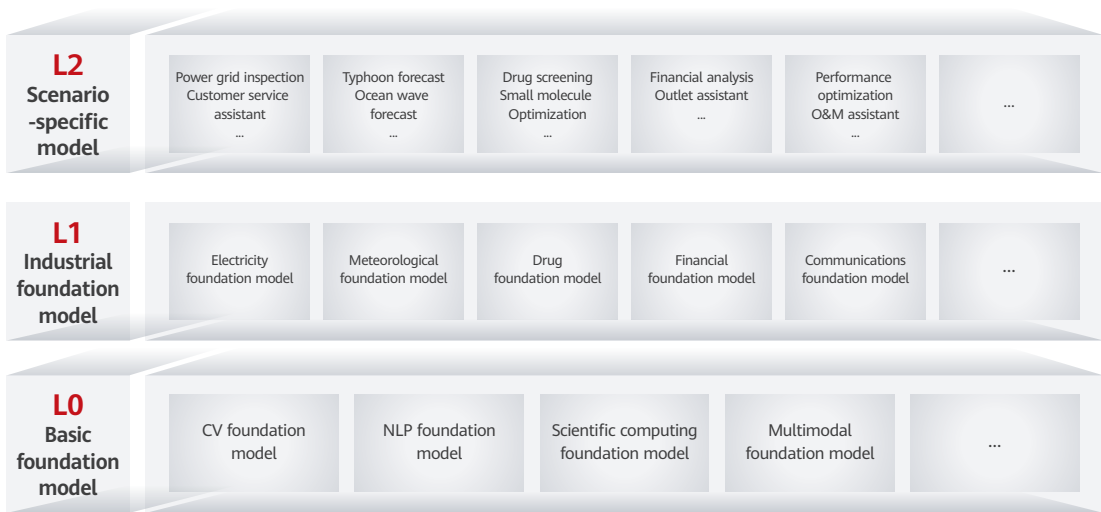 L2
Scenario
-specific
model
Power grid inspection
Customer service
assistant
...
Typhoon forecast
Ocean wave
forecast
...
Drug screening
Small molecule
Optimization
...
Financial analysis
Outlet assistant
...
Performance
optimization
O&M assistant
...
...
L1
Industrial
foundation
model
Electricity
foundation model
Meteorological
foundation model
Drug
foundation model
Financial
foundation model
Communications
foundation model
...
L0
Basic
foundation
model
CV foundation
model
NLP foundation
model
Scientific computing
foundation model
Multimodal
foundation model
...